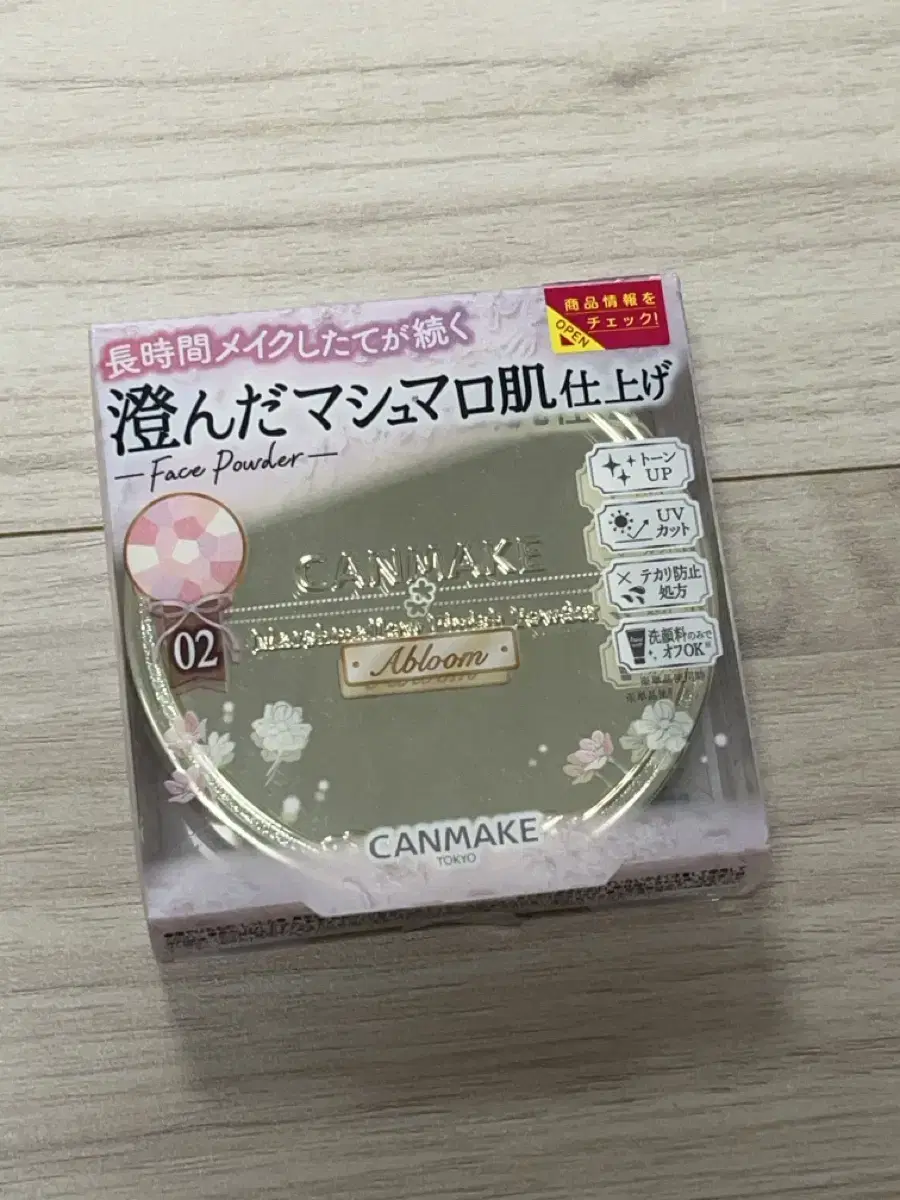 商品情報を
チェック!
OPEN
長時間メイクしたてが続く
澄んだマシュマロ肌仕上げ
Face Powder
トーン
UP
UV
カット
テカリ防止
処方
洗顔料のみで
オフOK※
CANMAKE
Marshmallow Finish Powder
Abloom
02
CANMAKE
TOKYO